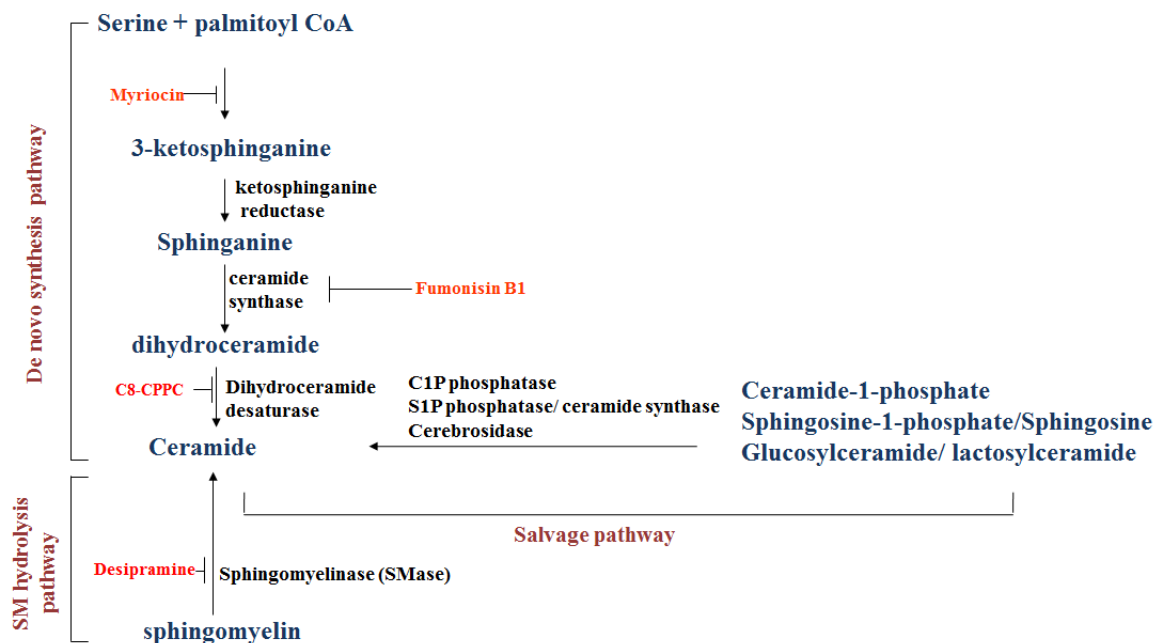 Serine + palmitoyl CoA
Myriocin
3-ketosphinganine
ketosphinganine
reductase
Sphinganine
ceramide
synthase
Fumonisin B1
dihydroceramide
C8-CPPC
Dihydroceramide
desaturase
C1P phosphatase
S1P phosphatase/ ceramide synthase
Cerebrosidase
Ceramide-1-phosphate
Sphingosine-1-phosphate/Sphingosine
Glucosylceramide/ lactosylceramide
Ceramide
De novo synthesis pathway
Salvage pathway
Desipramine
Sphingomyelinase (SMase)
sphingomyelin
SM hydrolysis
pathway